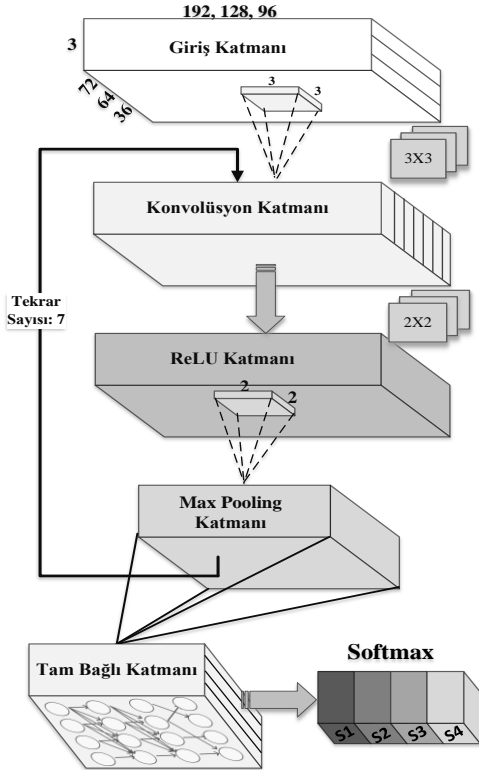 192, 128, 96
3
Giriş Katmanı
72
64
36
3
3
3X3
Konvolüsyon Katmanı
Tekrar
Sayısı: 7
2X2
ReLU Katmanı
2
2
Max Pooling
Katmanı
Tam Bağlı Katmanı
Softmax
S1
S2
S3
S4